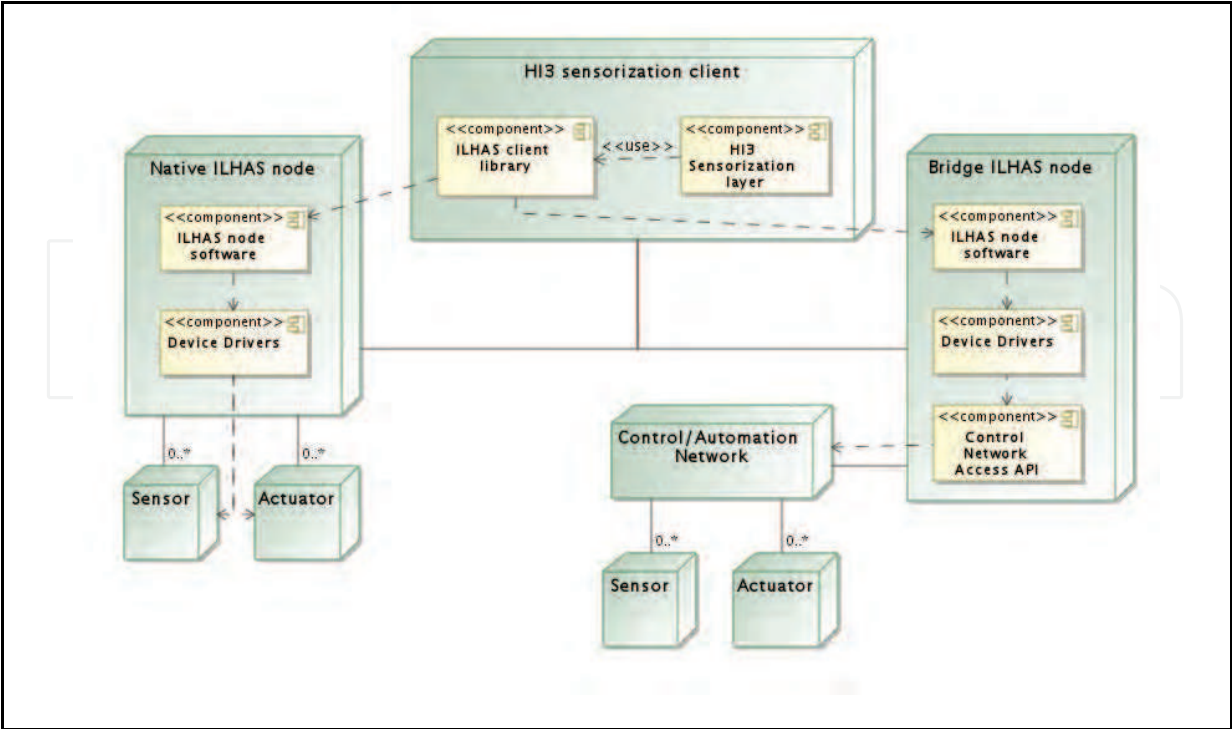 HI3 sensorization client
<<component>>
ILHAS client
library
<<use>>
<<component>>
HI3
Sensorization
layer
Native ILHAS node
<<component>>
ILHAS node
software
<<component>>
Device Drivers
0..*
0..*
Sensor
Actuator
Bridge ILHAS node
<<component>>
ILHAS node
software
<<component>>
Device Drivers
<<component>>
Control
Network
Access API
Control/Automation
Network
0..*
0..*
Sensor
Actuator